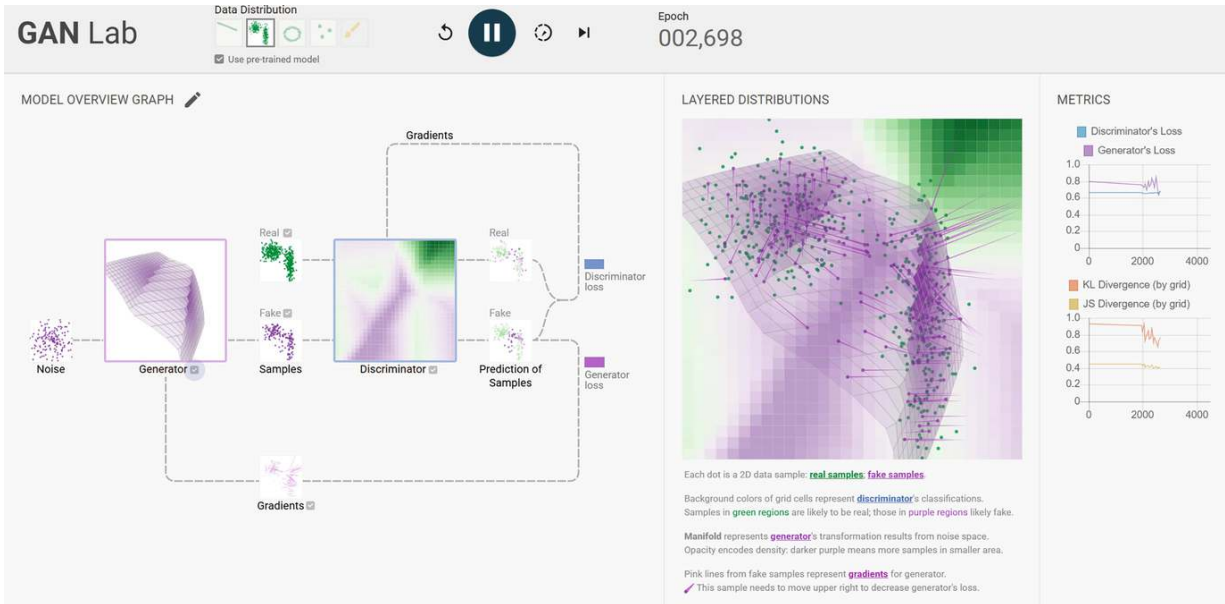 GAN Lab
Data Distribution
Use pre-trained model
Epoch
002,698
MODEL OVERVIEW GRAPH
Gradients
Real
Real
Discriminator
loss
Fake
Fake
Noise
Generator
Samples
Discriminator
Prediction of
Samples
Generator
loss
Gradients
LAYERED DISTRIBUTIONS
Each dot is a 2D data sample: real samples; fake samples.
Background colors of grid cells represent discriminator's classifications.
Samples in green regions are likely to be real; those in purple regions likely fake.
Manifold represents generator's transformation results from noise space.
Opacity encodes density: darker purple means more samples in smaller area.
Pink lines from fake samples represent gradients for generator.
This sample needs to move upper right to decrease generator's loss.
METRICS
Discriminator's Loss
Generator's Loss
1.0
0.8
0.6
0.4
0.2
0
0 2000 4000
KL Divergence (by grid)
JS Divergence (by grid)
1.0
0.8
0.6
0.4
0.2
0
0 2000 4000